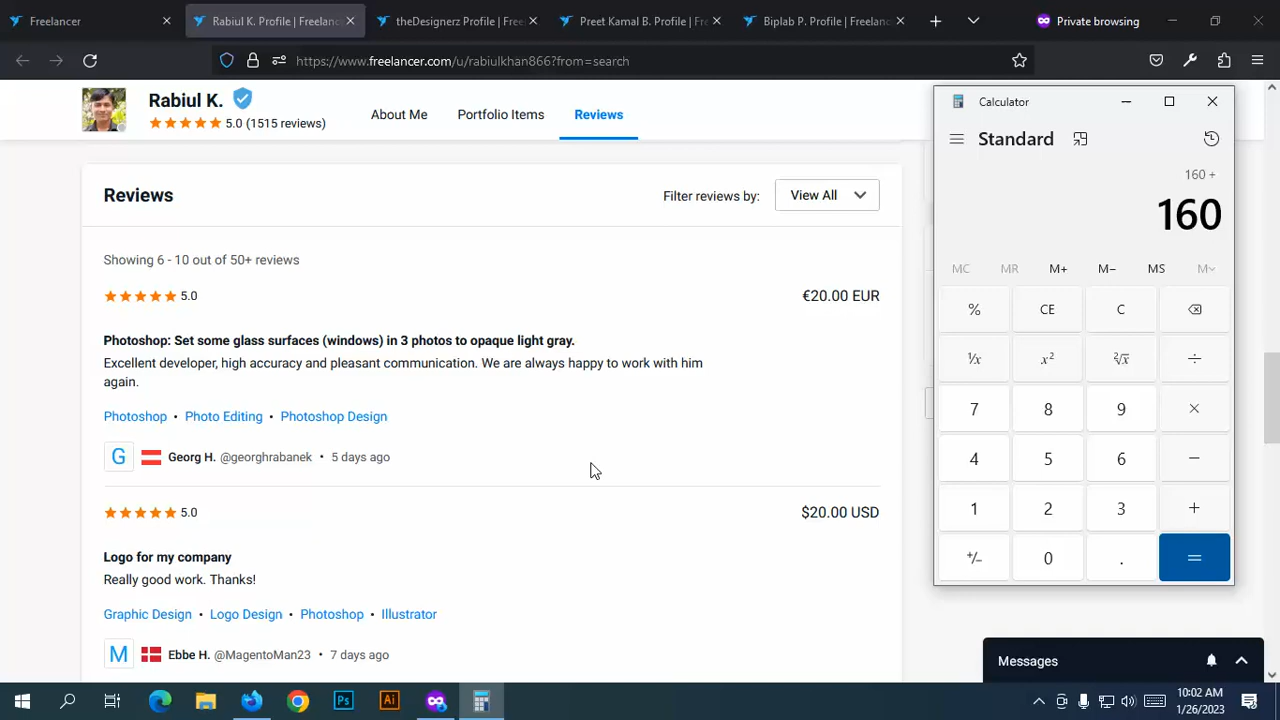 Freelancer
Rabiul K. Profile | Freelanc
theDesignerz Profile | Freelan
Preet Kamal B. Profile | Fre
Biplab P. Profile | Freelanc
Private browsing
https://www.freelancer.com/u/rabiulkhan866?from=search
Rabiul K.
5.0 (1515 reviews)
About Me
Portfolio Items
Reviews
Calculator
Standard
160 +
160
MC MR M+ M− MS M
% CE C
¹/x x² ²√x ÷
7 8 9 ×
4 5 6 −
1 2 3 +
+/− 0 . =
Reviews
Filter reviews by:
View All
Showing 6 - 10 out of 50+ reviews
5.0
€20.00 EUR
Photoshop: Set some glass surfaces (windows) in 3 photos to opaque light gray.
Excellent developer, high accuracy and pleasant communication. We are always happy to work with him
again.
Photoshop • Photo Editing • Photoshop Design
G
Georg H. @georghrabanek • 5 days ago
5.0
$20.00 USD
Logo for my company
Really good work. Thanks!
Graphic Design • Logo Design • Photoshop • Illustrator
M
Ebbe H. @MagentoMan23 • 7 days ago
Messages
Ps
Ai
10:02 AM
1/26/2023